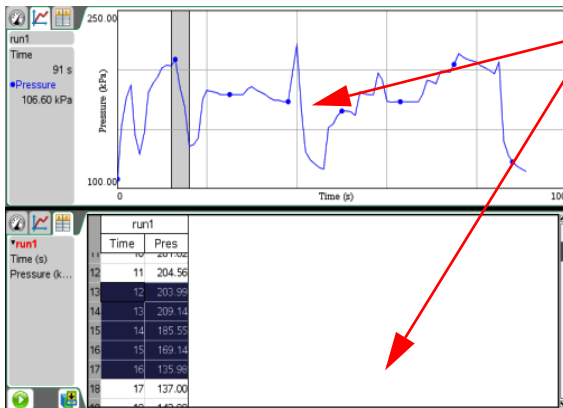 250.00
run1
Time
91 s
Pressure
106.60 kPa
Pressure (kPa)
100.00
Time (s)
100
run1
Time (s)
Pressure (k...
run1
Time Pres
12 11 204.56
13 12 203.99
14 13 209.14
15 14 185.55
16 15 169.14
17 16 135.98
18 17 137.00